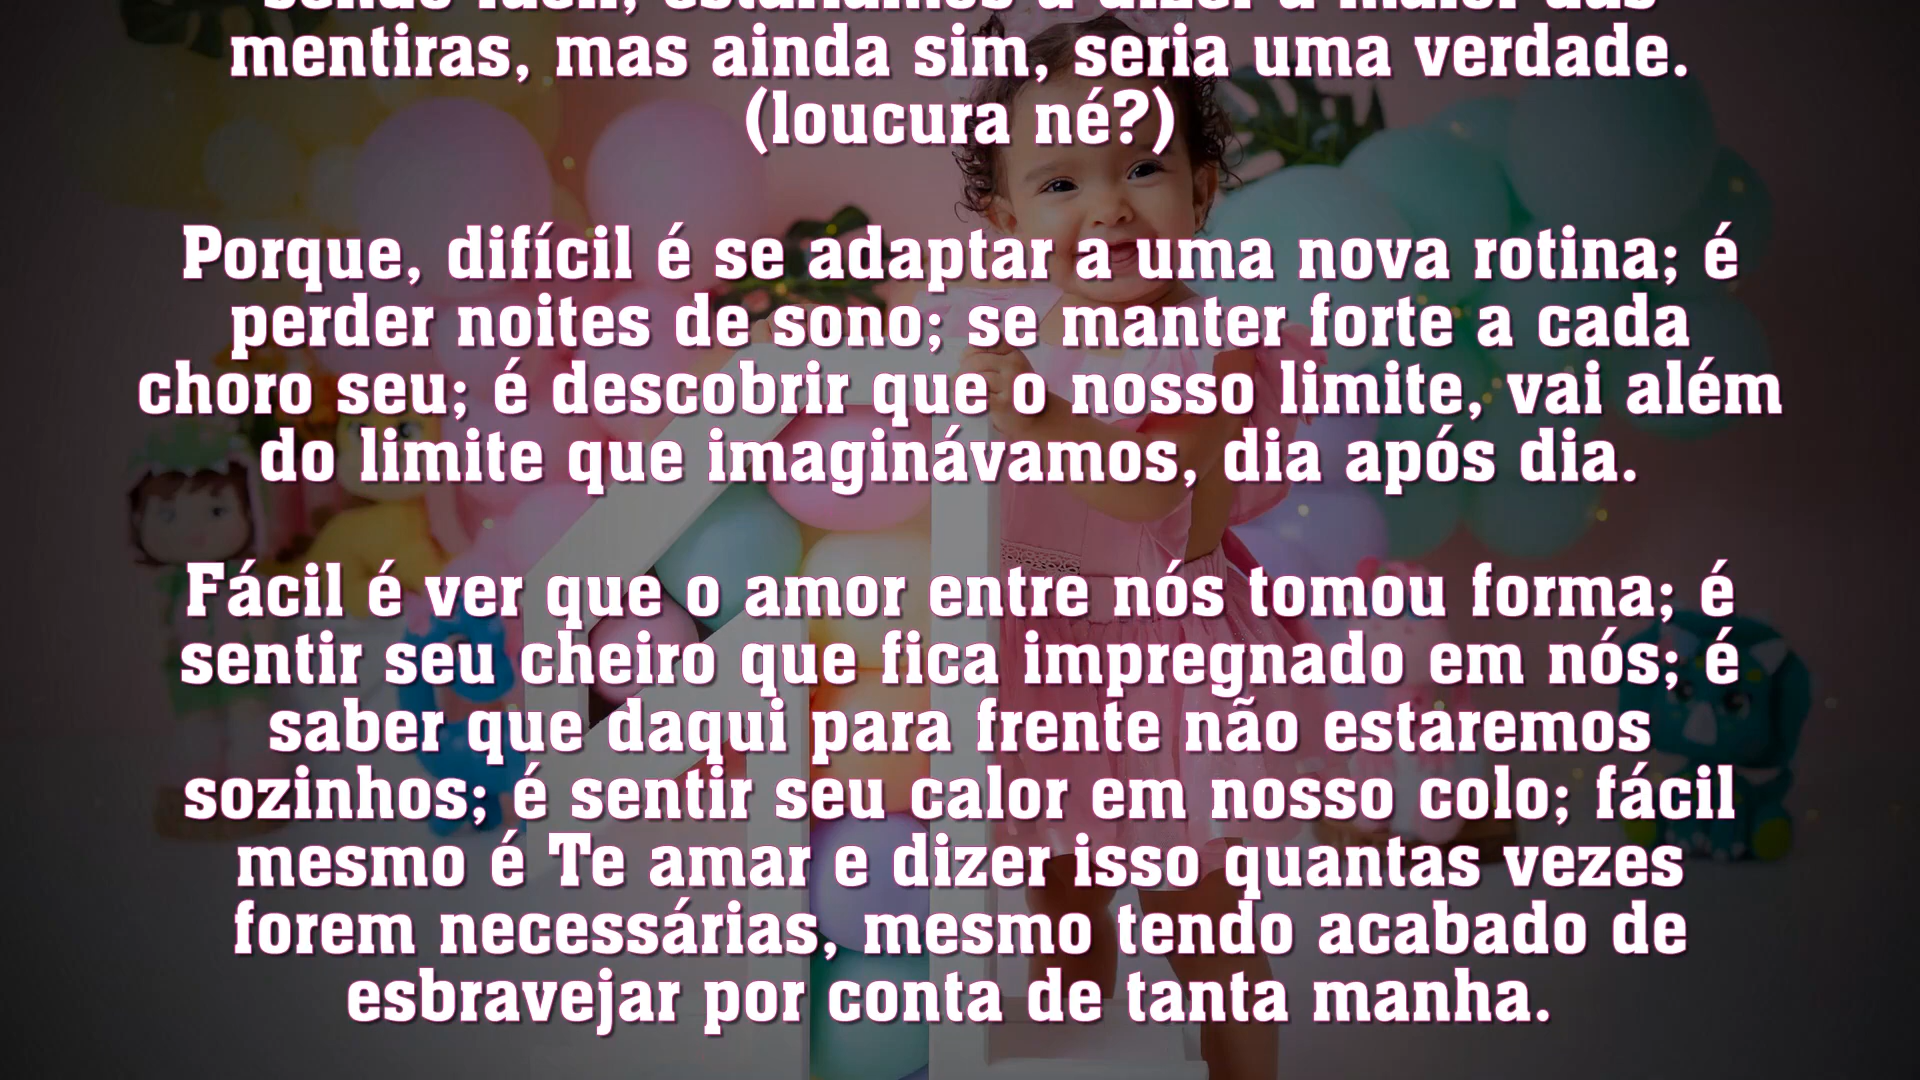 mentiras, mas ainda sim, seria uma verdade.
(loucura né?)
Porque, difícil é se adaptar a uma nova rotina; é
perder noites de sono; se manter forte a cada
choro seu; é descobrir que o nosso limite, vai além
do limite que imaginávamos, dia após dia.
Fácil é ver que o amor entre nós tomou forma; é
sentir seu cheiro que fica impregnado em nós; é
saber que daqui para frente não estaremos
sozinhos; é sentir seu calor em nosso colo; fácil
mesmo é Te amar e dizer isso quantas vezes
forem necessárias, mesmo tendo acabado de
esbravejar por conta de tanta manha.